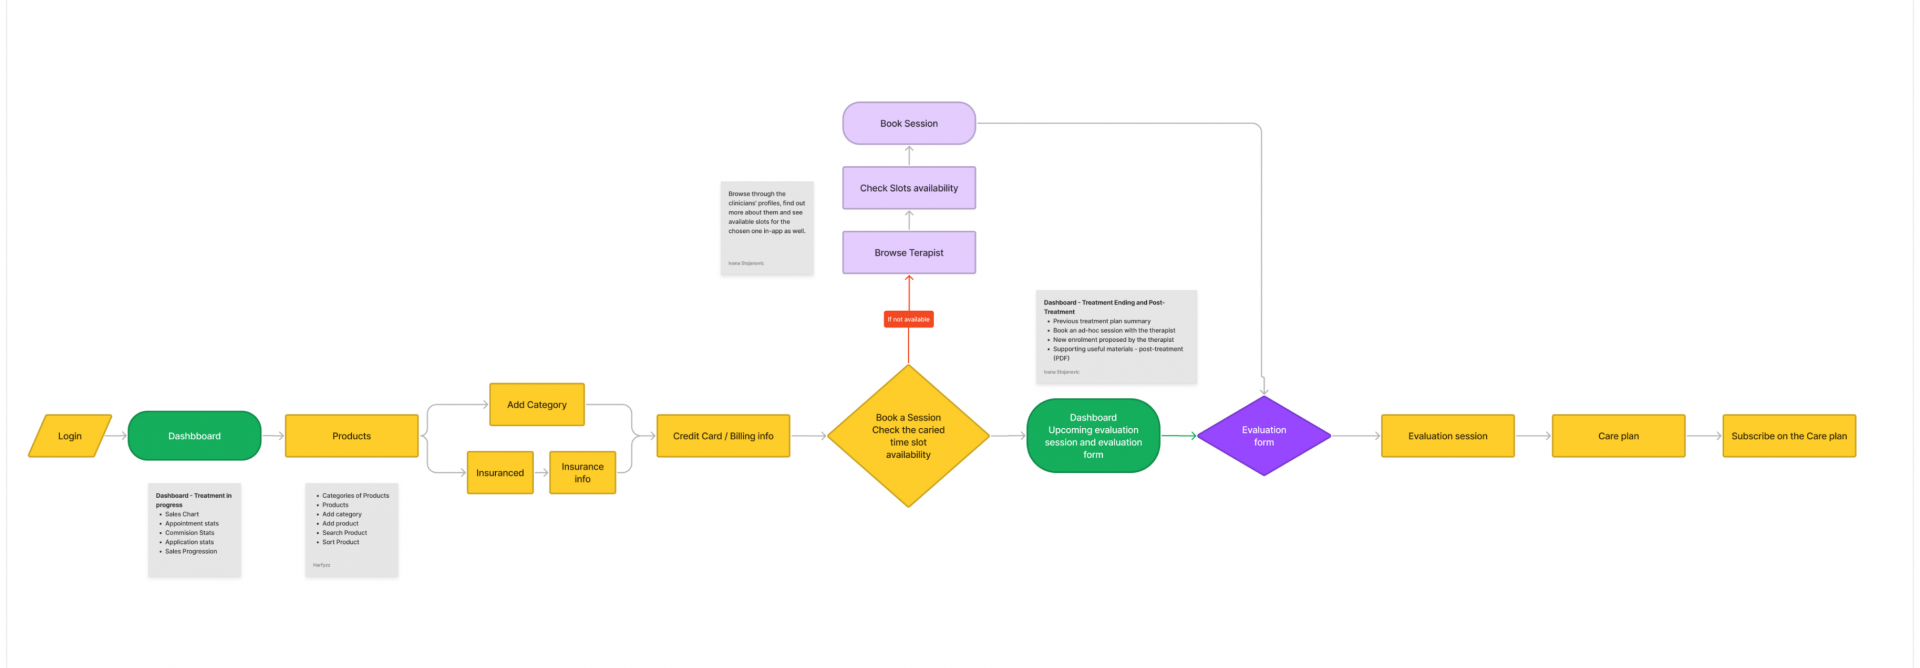 Book Session
Check Slots availability
Browse through the
clinicians' profiles, find out
more about them and see
available slots for the
chosen one in-app as well.
Ivana Stojanovic
Browse Terapist
If not available
Dashboard - Treatment Ending and Post-
Treatment
• Previous treatment plan summary
• Book an ad-hoc session with the therapist
• New enrolment proposed by the therapist
• Supporting useful materials - post-treatment
(PDF)
Ivana Stojanovic
Login
Dashbboard
Products
Add Category
Insuranced
Insurance
info
Credit Card / Billing info
Book a Session
Check the caried
time slot
availability
Dashboard
Upcoming evaluation
session and evaluation
form
Evaluation
form
Evaluation session
Care plan
Subscribe on the Care plan
Dashboard - Treatment in
progress
• Sales Chart
• Appointment stats
• Commision Stats
• Application stats
• Sales Progression
• Categories of Products
• Products
• Add category
• Add product
• Search Product
• Sort Product